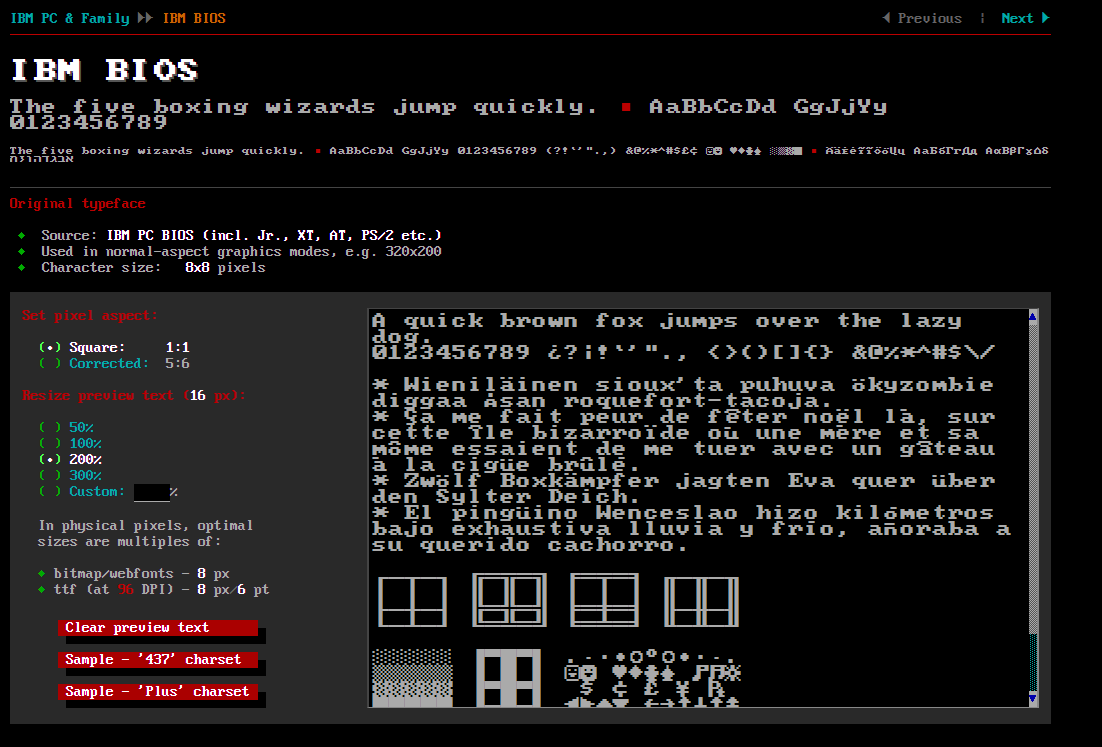 IBM PC & Family ►► IBM BIOS
◄ Previous ¦ Next ►
IBM BIOS
The five boxing wizards jump quickly. ▪ AaBbCcDd GgJjYy
0123456789
The five boxing wizards jump quickly. ▪ AaBbCcDd GgJjYy 0123456789 (?!‘’".,) &@%*^#$£¢ ☺☻ ♥♦♣♠ ░▒▓█ ▪
אבגדהוזח
Original typeface
♦ Source: IBM PC BIOS (incl. Jr., XT, AT, PS/2 etc.)
♦ Used in normal-aspect graphics modes, e.g. 320x200
♦ Character size: 8x8 pixels
Set pixel aspect:
(•) Square: 1:1
( ) Corrected: 5:6
Resize preview text (16 px):
( ) 50%
( ) 100%
(•) 200%
( ) 300%
( ) Custom: %
In physical pixels, optimal
sizes are multiples of:
♦ bitmap/webfonts - 8 px
♦ ttf (at 96 DPI) - 8 px/6 pt
Clear preview text
Sample - '437' charset
Sample - 'Plus' charset
A quick brown fox jumps over the lazy
dog.
0123456789 ¿?¡!‘’ "., <>()[]{} &@%*^#$\/
* Wieniläinen sioux'ta puhuva ökyzombie
diggaa Åsan roquefort-tacoja.
* Ça me fait peur de fêter noël là, sur
cette île bizarroïde où une mère et sa
môme essaient de me tuer avec un gâteau
à la cigüe brûlé.
* Zwölf Boxkämpfer jagten Eva quer über
den Sylter Deich.
* El pingüino Wenceslao hizo kilómetros
bajo exhaustiva lluvia y frío, añoraba a
su querido cachorro.
$ ¢ £ ¥ ₧